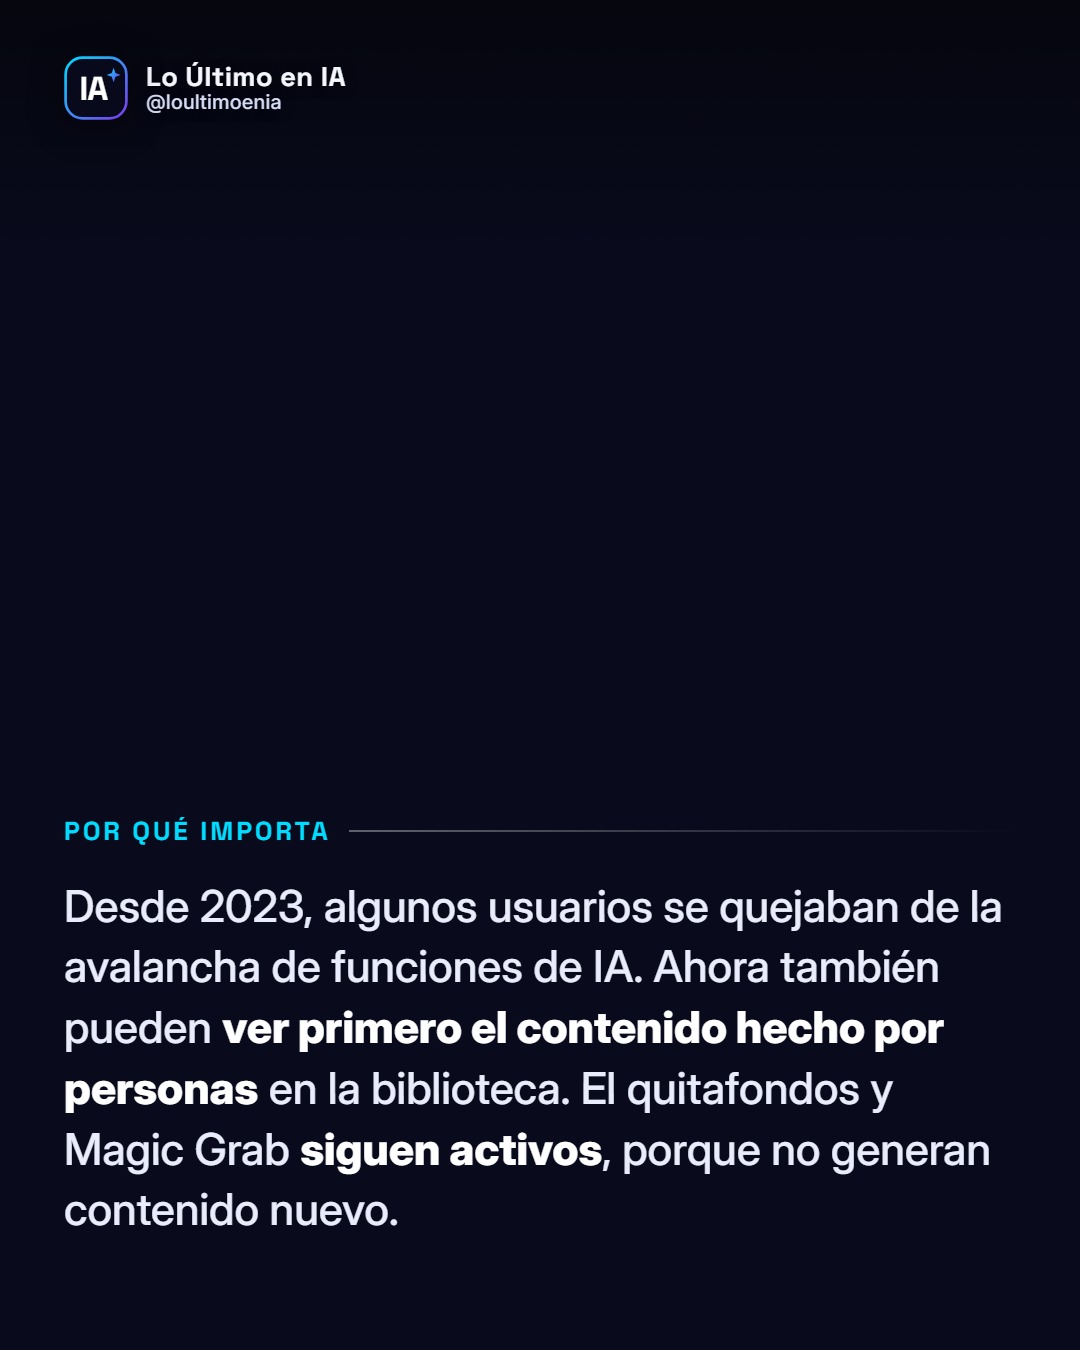 IA
Lo Último en IA
@loultimoenia
POR QUÉ IMPORTA
Desde 2023, algunos usuarios se quejaban de la
avalancha de funciones de IA. Ahora también
pueden ver primero el contenido hecho por
personas en la biblioteca. El quitafondos y
Magic Grab siguen activos, porque no generan
contenido nuevo.